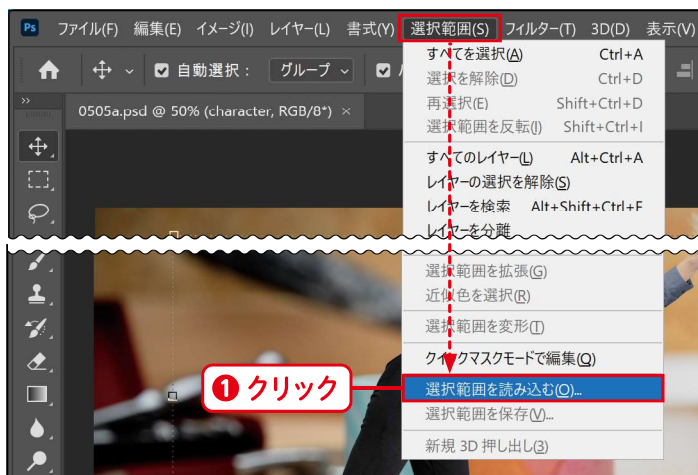 Ps ファイル(F) 編集(E) イメージ(I) レイヤー(L) 書式(Y) 選択範囲(S) フィルター(T) 3D(D) 表示(V)
自動選択： グループ
0505a.psd @ 50% (character, RGB/8*) ×
すべてを選択(A) Ctrl+A
選択を解除(D) Ctrl+D
再選択(E) Shift+Ctrl+D
選択範囲を反転(I) Shift+Ctrl+I
すべてのレイヤー(L) Alt+Ctrl+A
レイヤーの選択を解除(S)
レイヤーを検索 Alt+Shift+Ctrl+F
レイヤーを分離
選択範囲を拡張(G)
近似色を選択(R)
選択範囲を変形(T)
クイックマスクモードで編集(Q)
❶ クリック
選択範囲を読み込む(O)...
選択範囲を保存(V)...
新規 3D 押し出し(3)